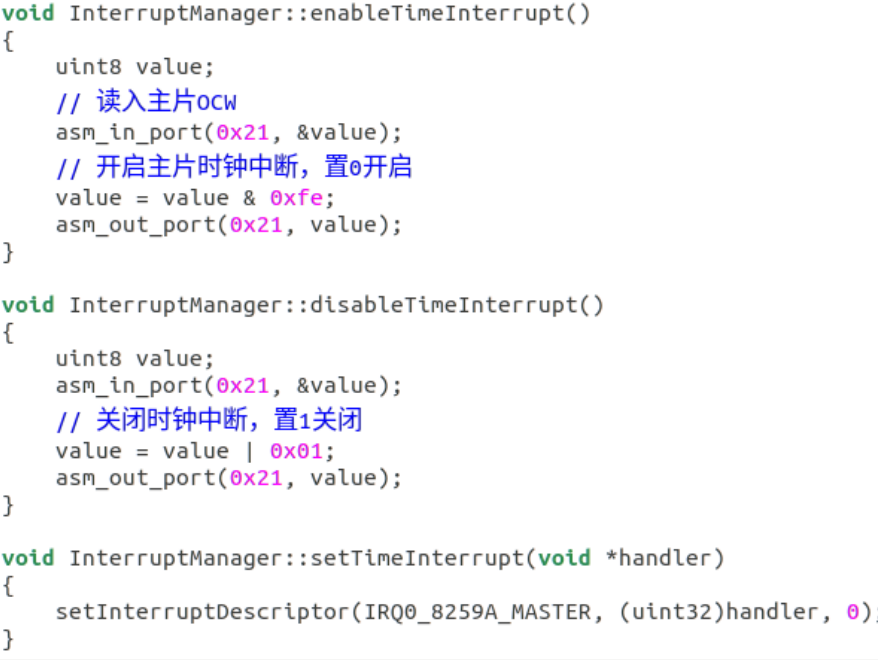 void InterruptManager::enableTimeInterrupt()
{
    uint8 value;
    // 读入主片OCW
    asm_in_port(0x21, &value);
    // 开启主片时钟中断，置0开启
    value = value & 0xfe;
    asm_out_port(0x21, value);
}

void InterruptManager::disableTimeInterrupt()
{
    uint8 value;
    asm_in_port(0x21, &value);
    // 关闭时钟中断，置1关闭
    value = value | 0x01;
    asm_out_port(0x21, value);
}

void InterruptManager::setTimeInterrupt(void *handler)
{
    setInterruptDescriptor(IRQ0_8259A_MASTER, (uint32)handler, 0);
}